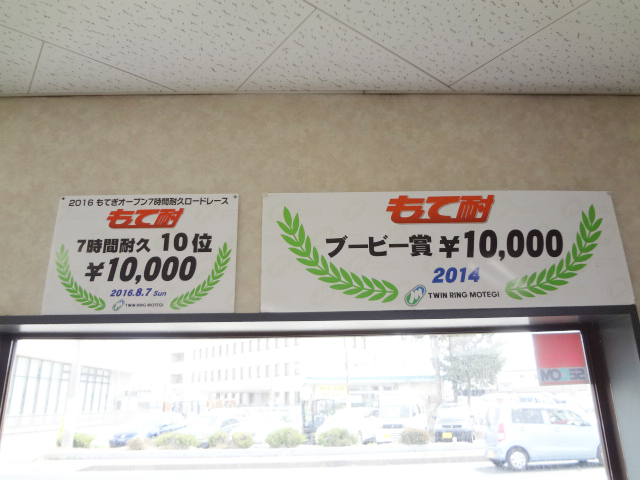 2016 もてぎオープン7時間耐久ロードレース
もて耐
7時間耐久 10位
¥10,000
2016.8.7 Sun
TWIN RING MOTEGI
もて耐
ブービー賞 ¥10,000
2014
TWIN RING MOTEGI